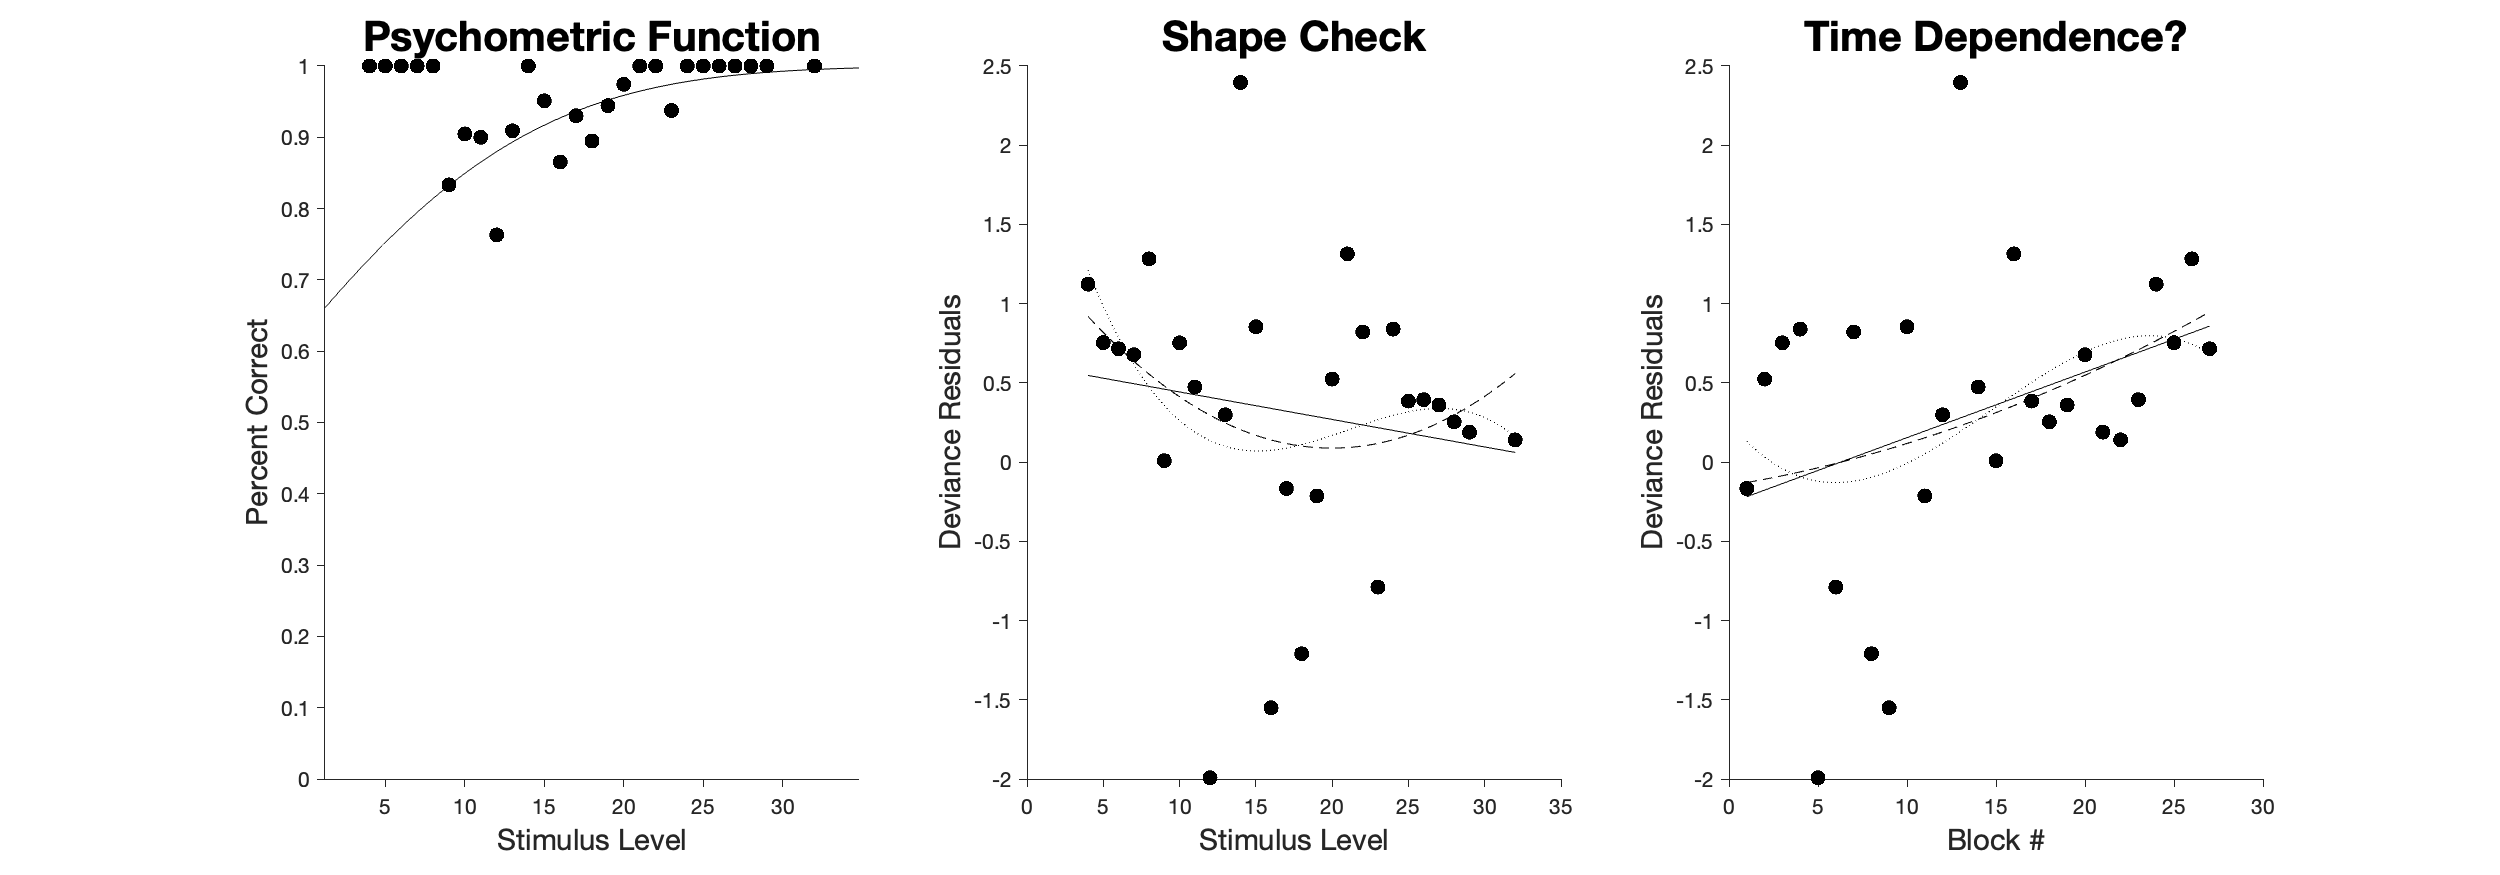 Psychometric Function
1
0.9
0.8
0.7
0.6
0.5
0.4
0.3
0.2
0.1
0
Percent Correct
5 10 15 20 25 30
Stimulus Level
Shape Check
2.5
2
1.5
1
0.5
0
-0.5
-1
-1.5
-2
Deviance Residuals
0 5 10 15 20 25 30 35
Stimulus Level
Time Dependence?
2.5
2
1.5
1
0.5
0
-0.5
-1
-1.5
-2
Deviance Residuals
0 5 10 15 20 25 30
Block #